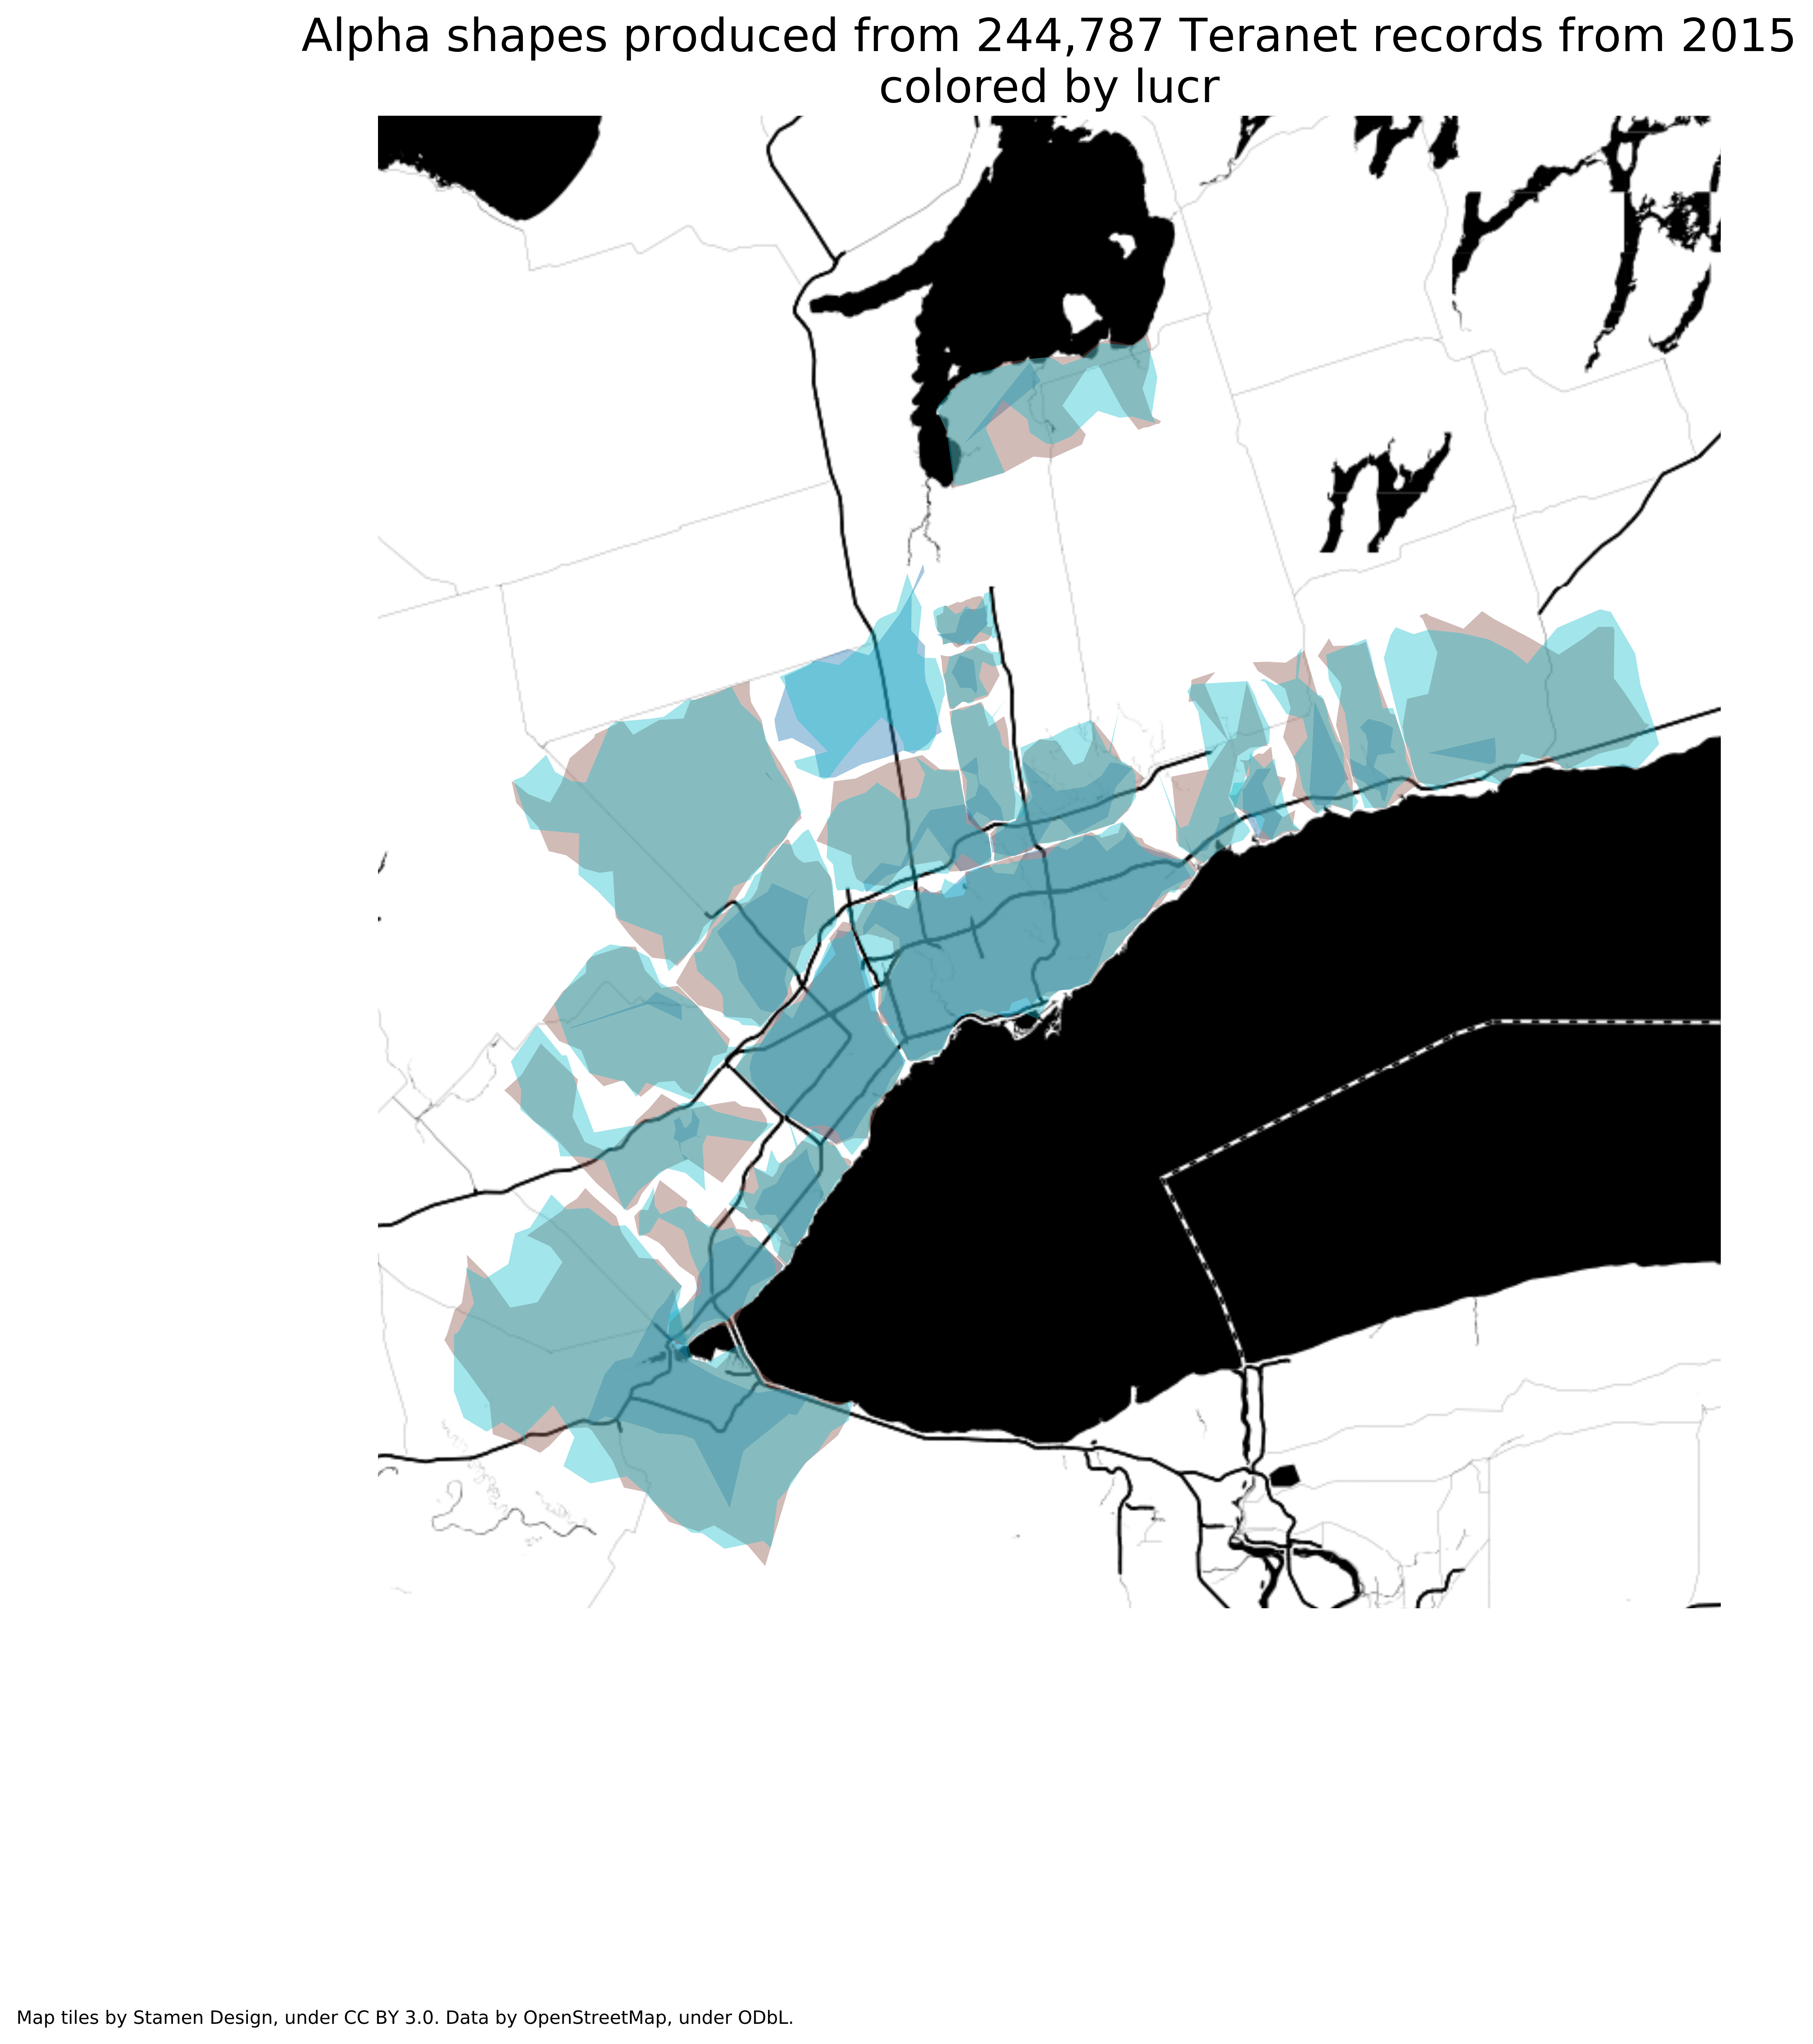 Alpha shapes produced from 244,787 Teranet records from 2015
colored by lucr
Map tiles by Stamen Design, under CC BY 3.0. Data by OpenStreetMap, under ODbL.